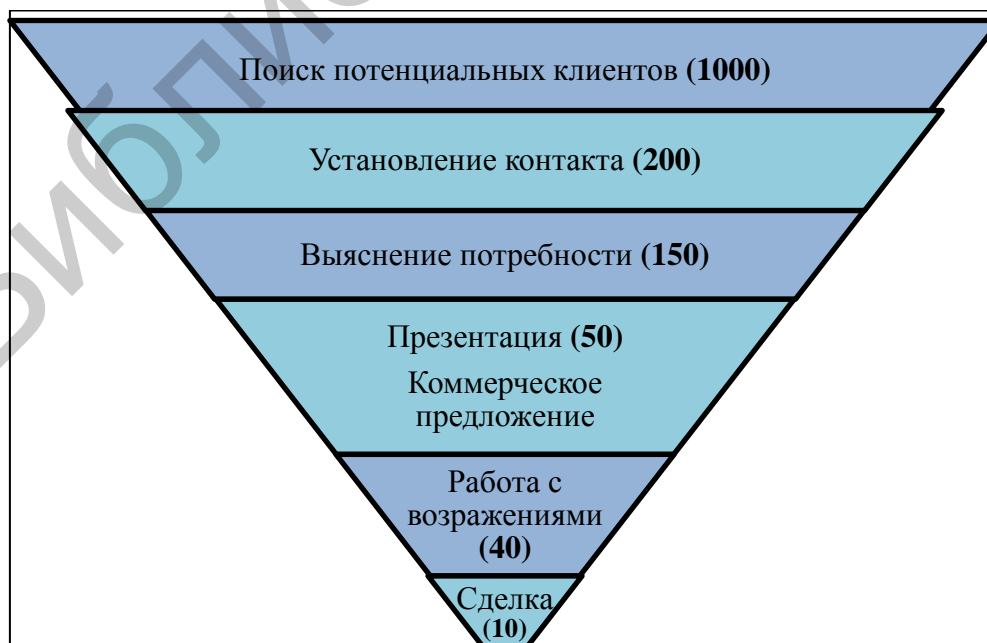 Поиск потенциальных клиентов (1000)
Установление контакта (200)
Выяснение потребности (150)
Презентация (50)
Коммерческое
предложение
Работа с
возражениями
(40)
Сделка
(10)